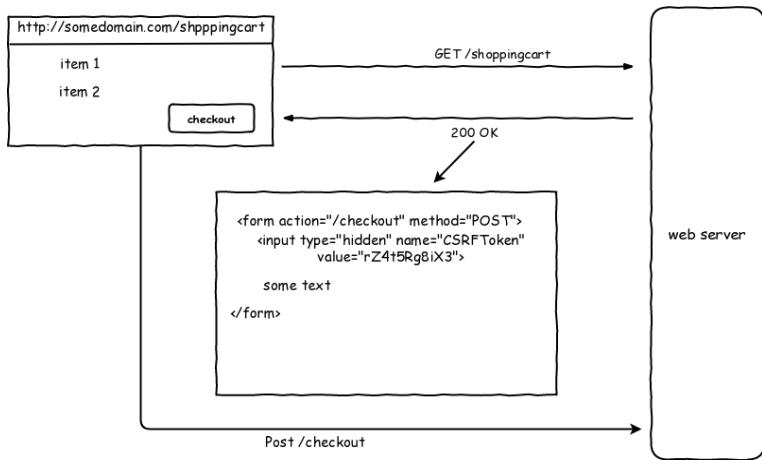 http://somedomain.com/shpppingcart
item 1
item 2
checkout
GET /shoppingcart
200 OK
<form action="/checkout" method="POST">
<input type="hidden" name="CSRFToken"
value="rZ4t5Rg8iX3">
some text
</form>
web server
Post /checkout